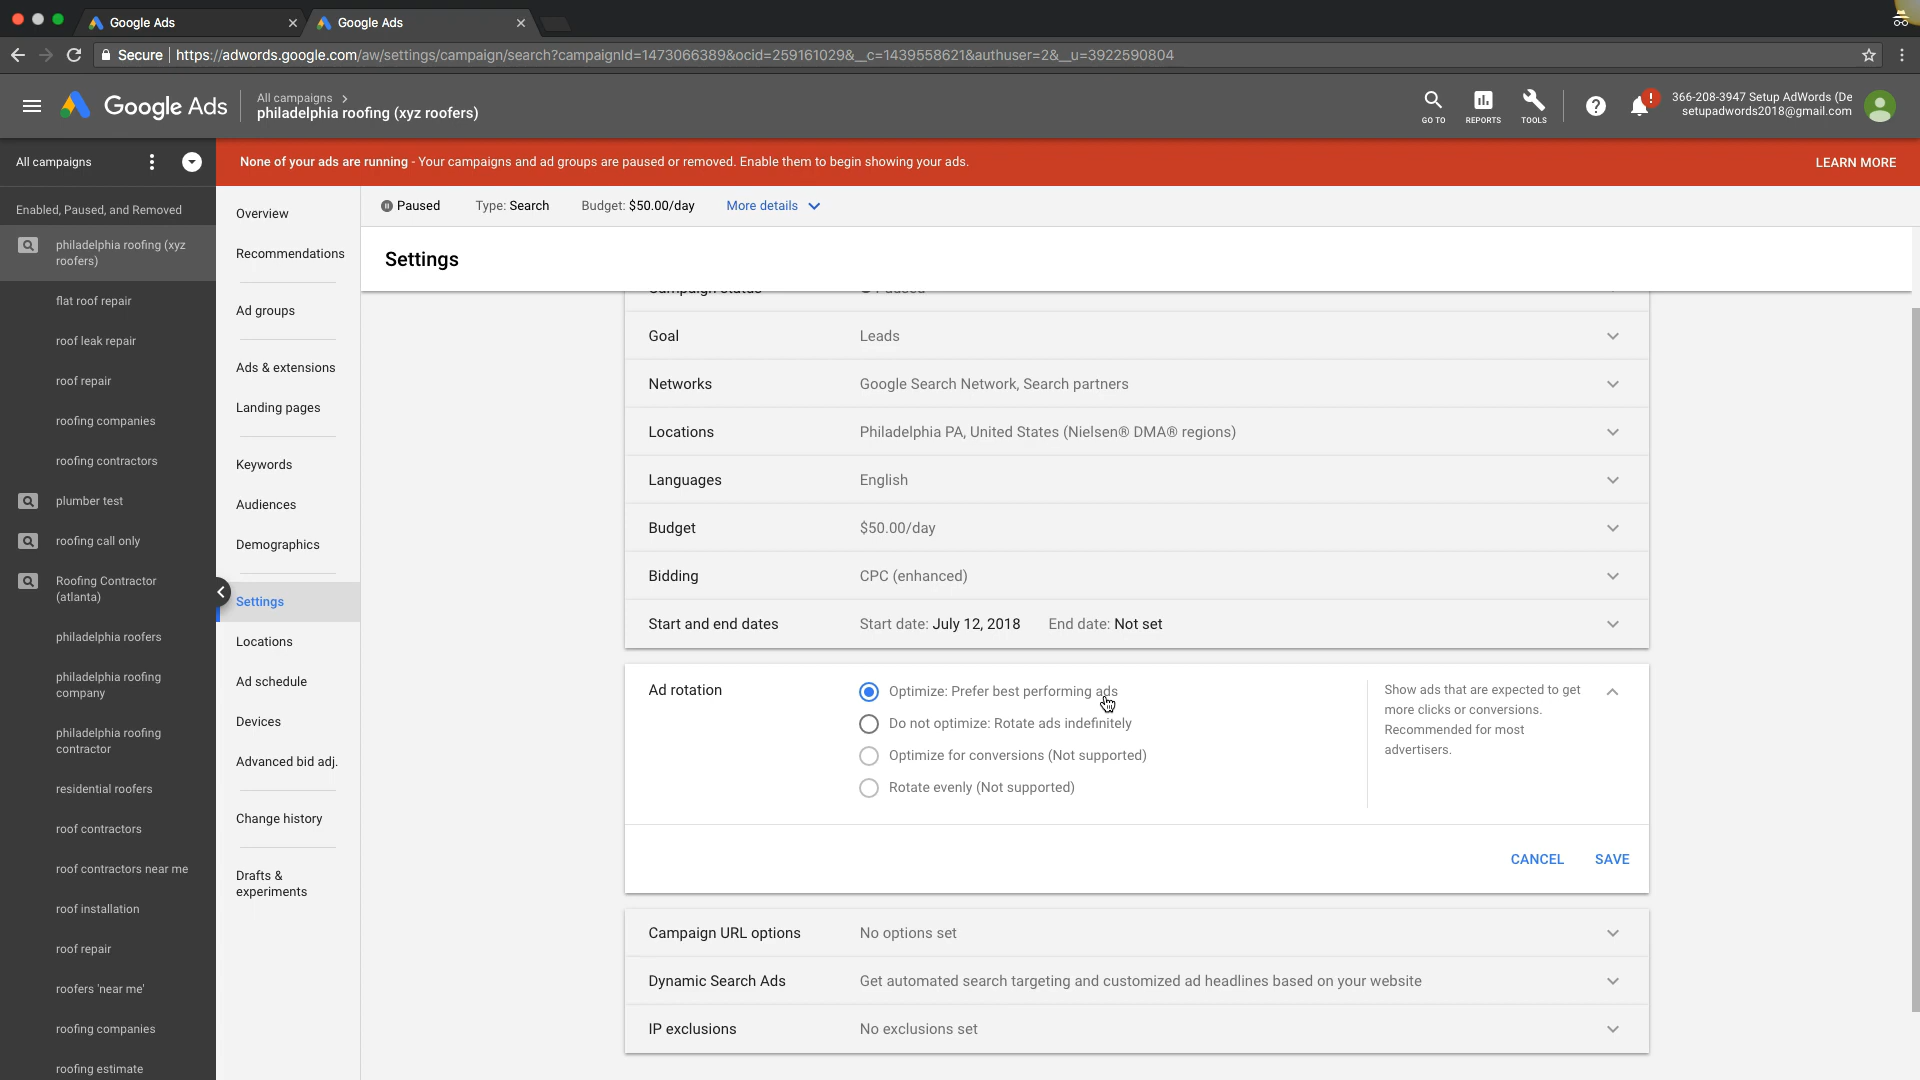 Google Ads
Google Ads
Secure
https://adwords.google.com/aw/settings/campaign/search?campaignId=1473066389&ocid=259161029&__c=1439558621&authuser=2&__u=3922590804
Google Ads
All campaigns
philadelphia roofing (xyz roofers)
GO TO
REPORTS
TOOLS
366-208-3947 Setup AdWords (De
setupadwords2018@gmail.com
All campaigns
None of your ads are running - Your campaigns and ad groups are paused or removed. Enable them to begin showing your ads.
LEARN MORE
Enabled, Paused, and Removed
philadelphia roofing (xyz
roofers)
flat roof repair
roof leak repair
roof repair
roofing companies
roofing contractors
plumber test
roofing call only
Roofing Contractor
(atlanta)
philadelphia roofers
philadelphia roofing
company
philadelphia roofing
contractor
residential roofers
roof contractors
roof contractors near me
roof installation
roof repair
roofers 'near me'
roofing companies
roofing estimate
Overview
Recommendations
Ad groups
Ads & extensions
Landing pages
Keywords
Audiences
Demographics
Settings
Locations
Ad schedule
Devices
Advanced bid adj.
Change history
Drafts &
experiments
Paused
Type: Search
Budget: $50.00/day
More details
Settings
Campaign status Paused
Goal Leads
Networks Google Search Network, Search partners
Locations Philadelphia PA, United States (Nielsen® DMA® regions)
Languages English
Budget $50.00/day
Bidding CPC (enhanced)
Start and end dates Start date: July 12, 2018 End date: Not set
Ad rotation
Optimize: Prefer best performing ads
Do not optimize: Rotate ads indefinitely
Optimize for conversions (Not supported)
Rotate evenly (Not supported)
Show ads that are expected to get
more clicks or conversions.
Recommended for most
advertisers.
CANCEL
SAVE
Campaign URL options No options set
Dynamic Search Ads Get automated search targeting and customized ad headlines based on your website
IP exclusions No exclusions set